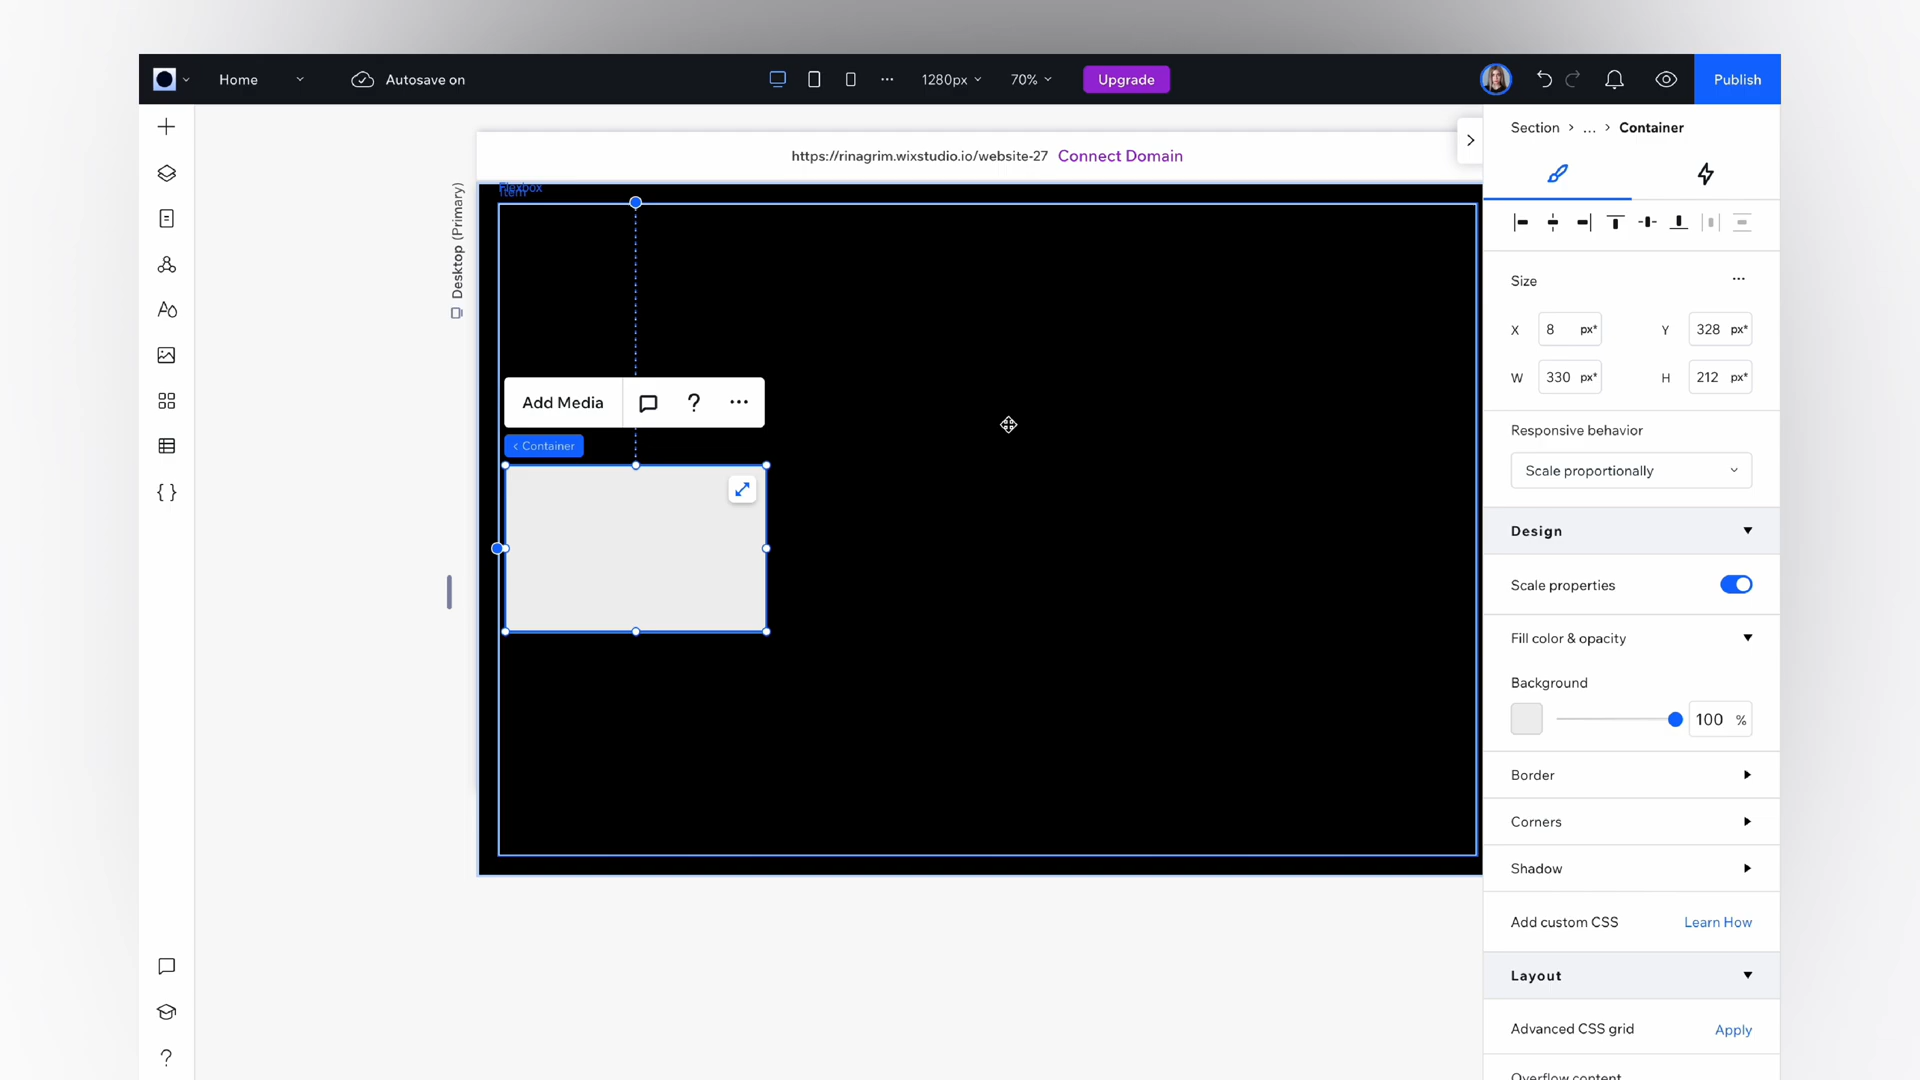 Home
Autosave on
1280px
70%
Upgrade
Publish
Section > ... > Container
https://rinagrim.wixstudio.io/website-27 Connect Domain
Flexbox
Item
Desktop (Primary)
Size
X 8 px*
Y 328 px*
W 330 px*
H 212 px*
Add Media
?
< Container
Responsive behavior
Scale proportionally
Design
Scale properties
Fill color & opacity
Background
100 %
Border
Corners
Shadow
Add custom CSS Learn How
Layout
Advanced CSS grid Apply
Overflow content
?